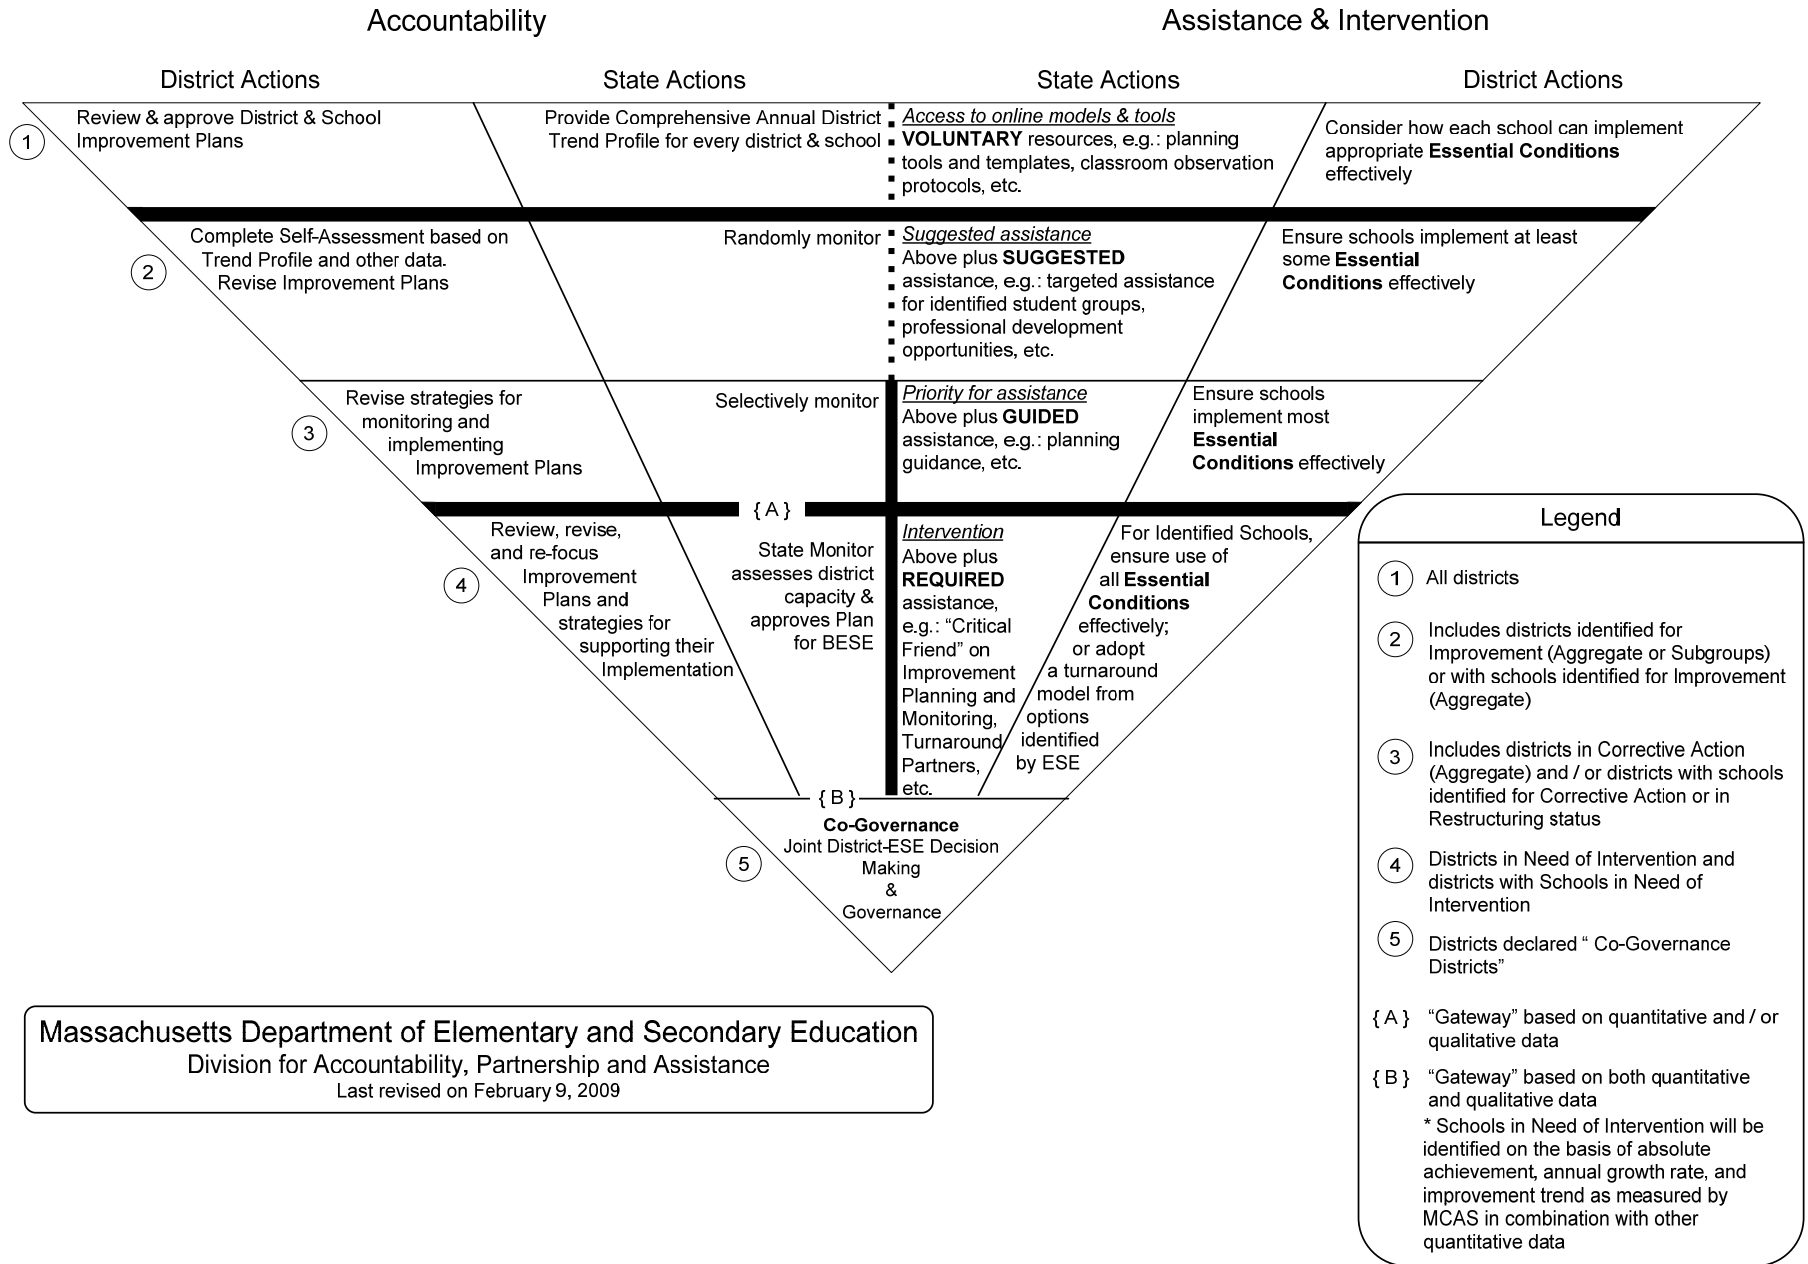 Accountability
Assistance & Intervention
District Actions
State Actions
State Actions
District Actions
1
Review & approve District & School
Improvement Plans
Provide Comprehensive Annual District
Trend Profile for every district & school
Access to online models & tools
VOLUNTARY resources, e.g.: planning
tools and templates, classroom observation
protocols, etc.
Consider how each school can implement
appropriate Essential Conditions
effectively
2
Complete Self-Assessment based on
Trend Profile and other data.
Revise Improvement Plans
Randomly monitor
Suggested assistance
Above plus SUGGESTED
assistance, e.g.: targeted assistance
for identified student groups,
professional development
opportunities, etc.
Ensure schools implement at least
some Essential
Conditions effectively
3
Revise strategies for
monitoring and
implementing
Improvement Plans
Selectively monitor
Priority for assistance
Above plus GUIDED
assistance, e.g.: planning
guidance, etc.
Ensure schools
implement most
Essential
Conditions effectively
{ A }
4
Review, revise,
and re-focus
Improvement
Plans and
strategies for
supporting their
Implementation
State Monitor
assesses district
capacity &
approves Plan
for BESE
Intervention
Above plus
REQUIRED
assistance,
e.g.: “Critical
Friend” on
Improvement
Planning and
Monitoring,
Turnaround
Partners,
etc.
For Identified Schools,
ensure use of
all Essential
Conditions
effectively;
or adopt
a turnaround
model from
options
identified
by ESE
{ B }
5
Co-Governance
Joint District-ESE Decision
Making
&
Governance
Legend
1 All districts
2 Includes districts identified for
Improvement (Aggregate or Subgroups)
or with schools identified for Improvement
(Aggregate)
3 Includes districts in Corrective Action
(Aggregate) and / or districts with schools
identified for Corrective Action or in
Restructuring status
4 Districts in Need of Intervention and
districts with Schools in Need of
Intervention
5 Districts declared “ Co-Governance
Districts”
{ A } “Gateway” based on quantitative and / or
qualitative data
{ B } “Gateway” based on both quantitative
and qualitative data
* Schools in Need of Intervention will be
identified on the basis of absolute
achievement, annual growth rate, and
improvement trend as measured by
MCAS in combination with other
quantitative data
Massachusetts Department of Elementary and Secondary Education
Division for Accountability, Partnership and Assistance
Last revised on February 9, 2009